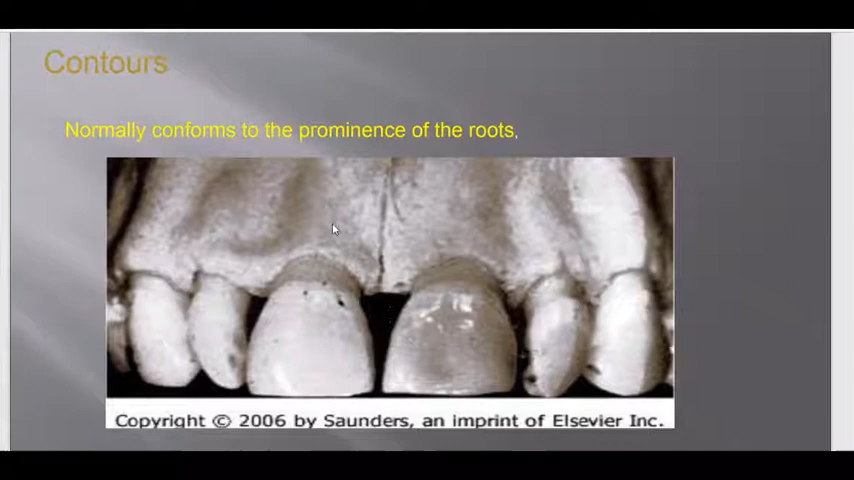 Contours
Normally conforms to the prominence of the roots,
Copyright © 2006 by Saunders, an imprint of Elsevier Inc.